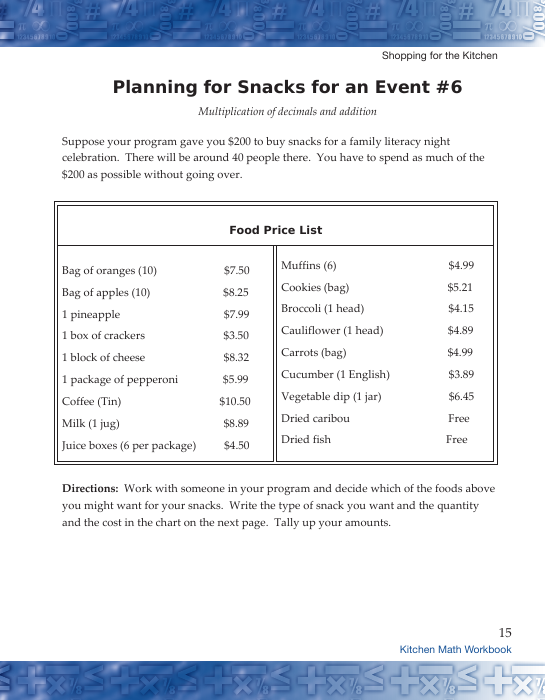 Shopping for the Kitchen
Planning for Snacks for an Event #6
Multiplication of decimals and addition
Suppose your program gave you $200 to buy snacks for a family literacy night
celebration.  There will be around 40 people there.  You have to spend as much of the
$200 as possible without going over.
Food Price List
Bag of oranges (10) $7.50
Bag of apples (10) $8.25
1 pineapple $7.99
1 box of crackers $3.50
1 block of cheese $8.32
1 package of pepperoni $5.99
Coffee (Tin) $10.50
Milk (1 jug) $8.89
Juice boxes (6 per package) $4.50
Muffins (6) $4.99
Cookies (bag) $5.21
Broccoli (1 head) $4.15
Cauliflower (1 head) $4.89
Carrots (bag) $4.99
Cucumber (1 English) $3.89
Vegetable dip (1 jar) $6.45
Dried caribou Free
Dried fish Free
Directions:  Work with someone in your program and decide which of the foods above
you might want for your snacks.  Write the type of snack you want and the quantity
and the cost in the chart on the next page.  Tally up your amounts.
15
Kitchen Math Workbook